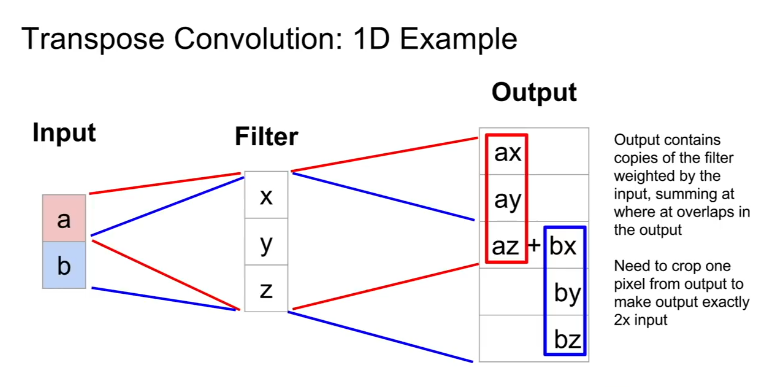 Transpose Convolution: 1D Example
Input
Filter
Output
a
b
x
y
z
ax
ay
az + bx
by
bz
Output contains
copies of the filter
weighted by the
input, summing at
where at overlaps in
the output
Need to crop one
pixel from output to
make output exactly
2x input